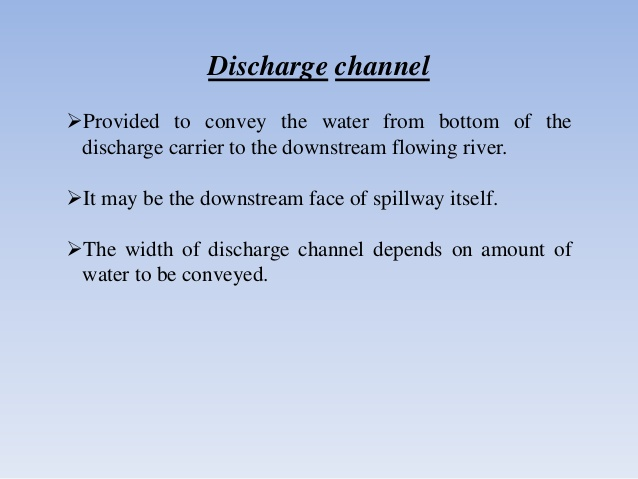 Discharge channel
➢Provided to convey the water from bottom of the
discharge carrier to the downstream flowing river.
➢It may be the downstream face of spillway itself.
➢The width of discharge channel depends on amount of
water to be conveyed.